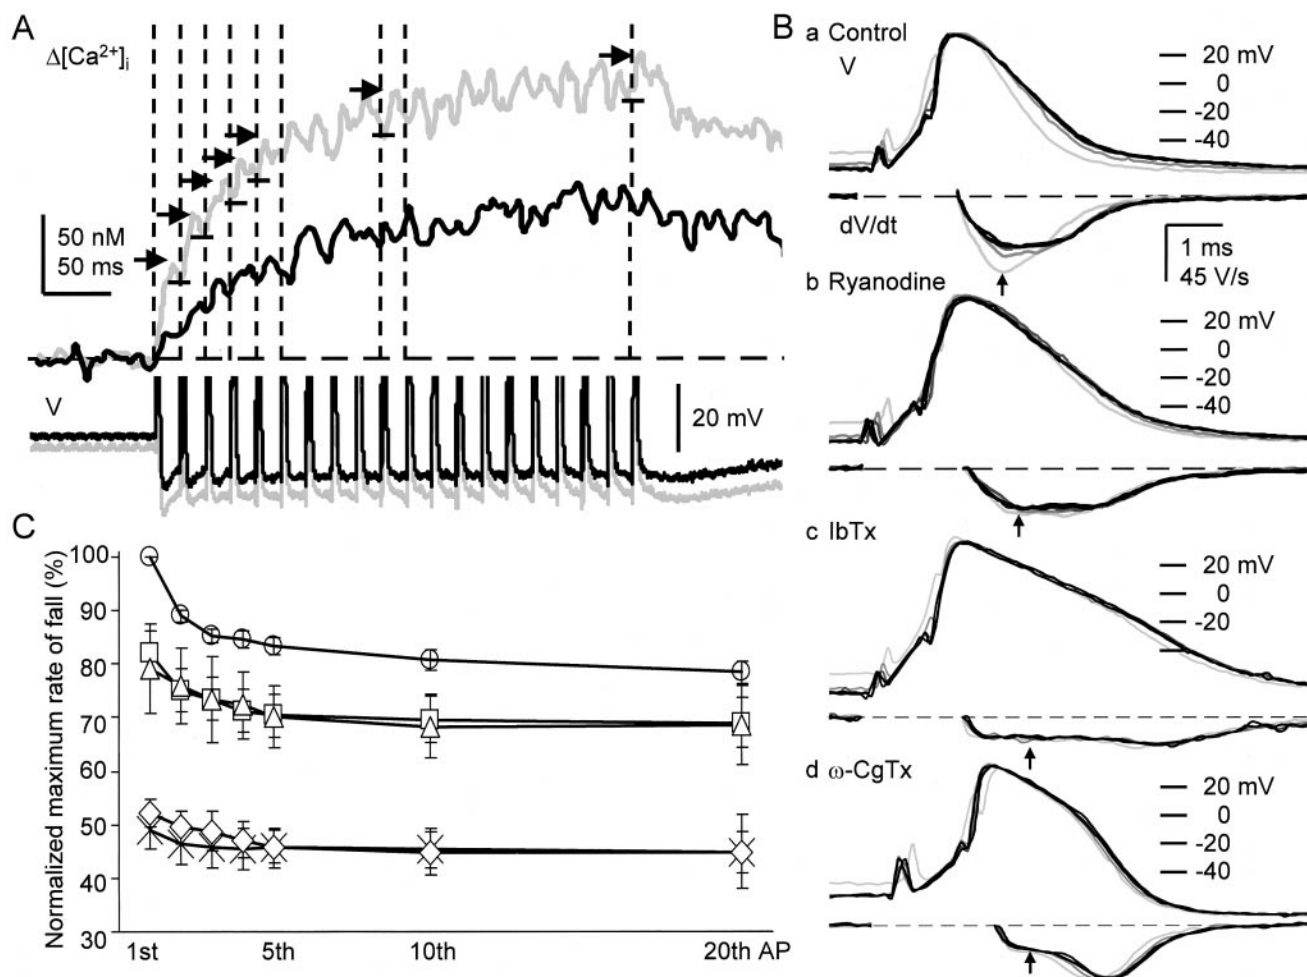 A
Δ[Ca²⁺]ᵢ
50 nM
50 ms
V
20 mV
B
a Control
V
20 mV
0
-20
-40
dV/dt
1 ms
45 V/s
b Ryanodine
20 mV
0
-20
-40
c IbTx
20 mV
0
-20
d ω-CgTx
20 mV
0
-20
-40
C
Normalized maximum rate of fall (%)
100
90
80
70
60
50
40
30
1st
5th
10th
20th AP